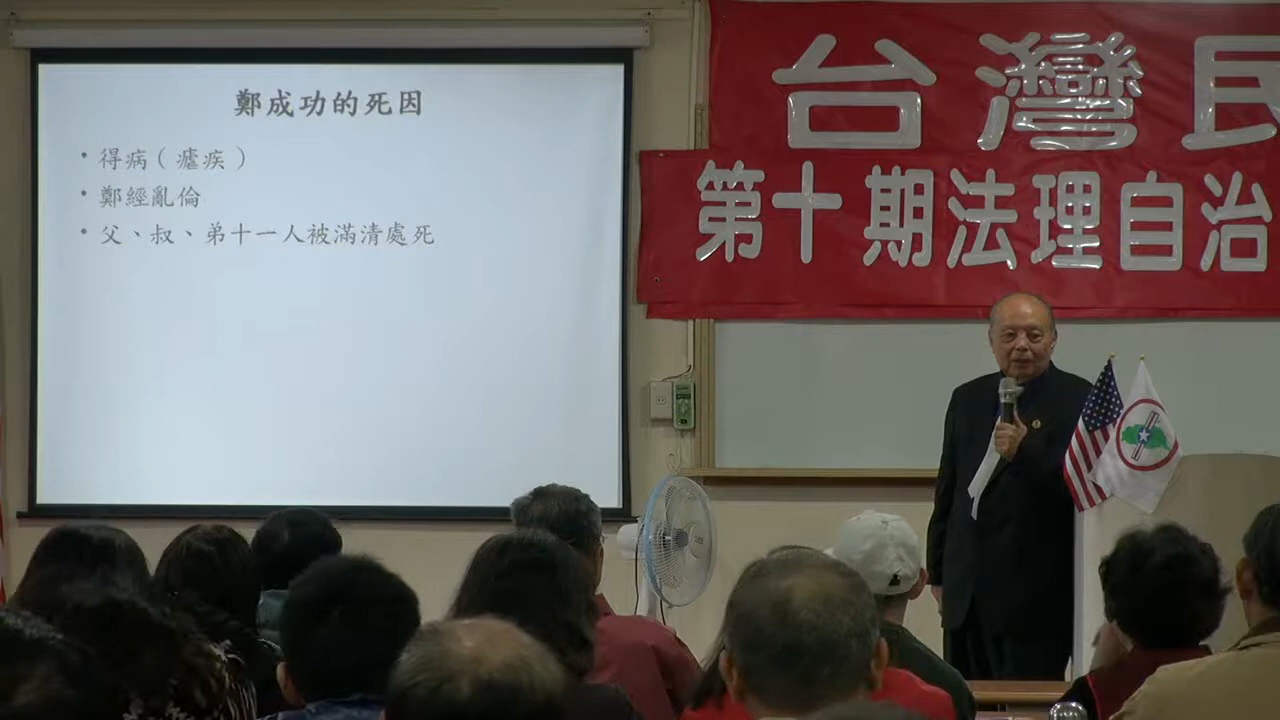 鄭成功的死因
• 得病（瘧疾）
• 鄭經亂倫
• 父、叔、弟十一人被滿清處死
台灣民
第十期法理自治